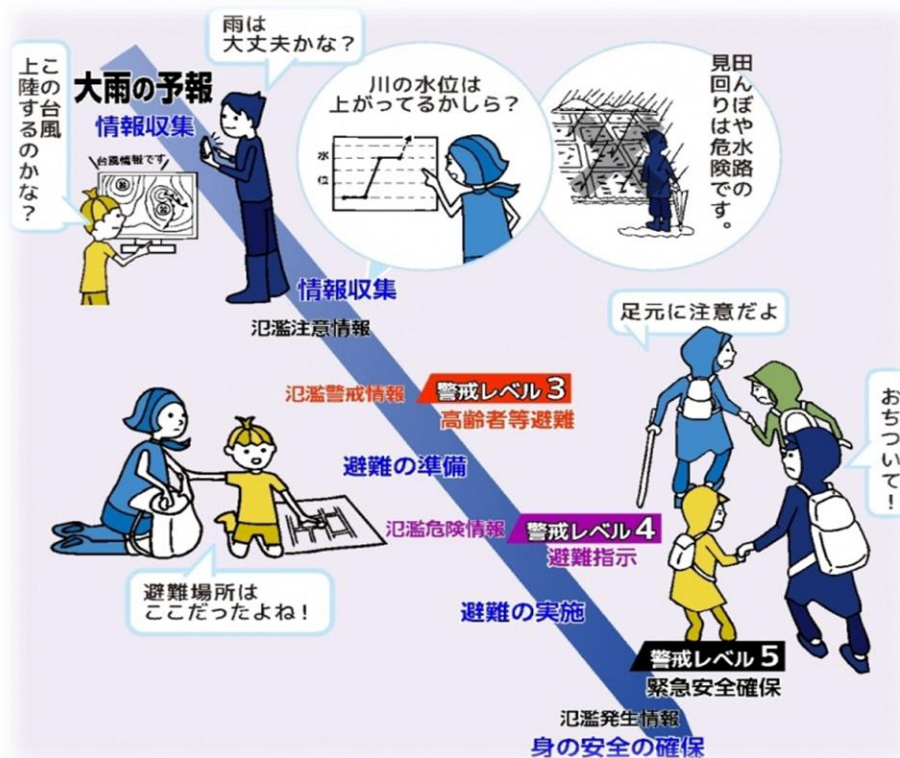 雨は
大丈夫かな？
この台風
上陸するのかな？
大雨の予報
情報収集
台風情報です
台
台
川の水位は
上がってるかしら？
水
位
田んぼや水路の
見回りは危険です。
情報収集
氾濫注意情報
足元に注意だよ
氾濫警戒情報
警戒レベル3
高齢者等避難
おちついて！
避難の準備
氾濫危険情報
警戒レベル4
避難指示
避難場所は
ここだったよね！
避難の実施
警戒レベル5
緊急安全確保
氾濫発生情報
身の安全の確保